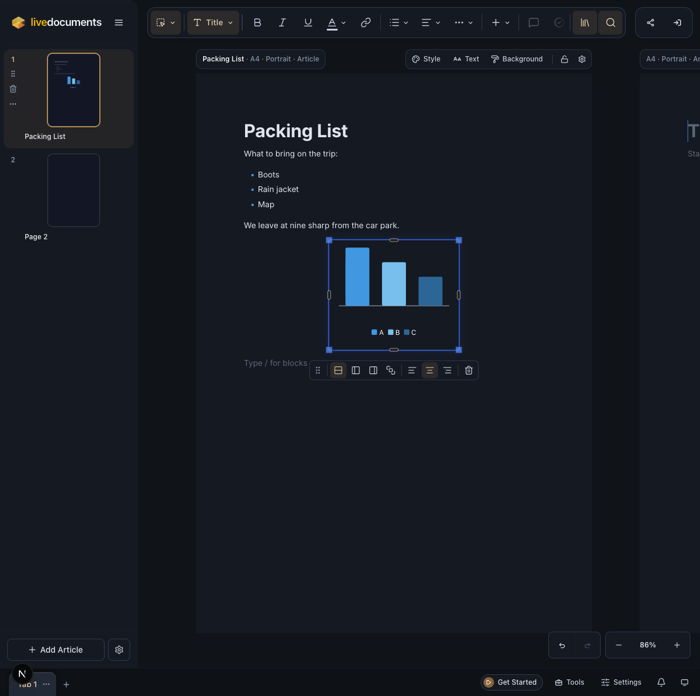 livedocuments
Title
B
I
U
A
1
Packing List
2
Page 2
Add Article
Packing List · A4 · Portrait · Article
Style
Aa Text
Background
Packing List
What to bring on the trip:
• Boots
• Rain jacket
• Map
We leave at nine sharp from the car park.
A B C
Type / for blocks
A4 · Portrait · Ar
T
Sta
86%
N
Tab 1
Get Started
Tools
Settings